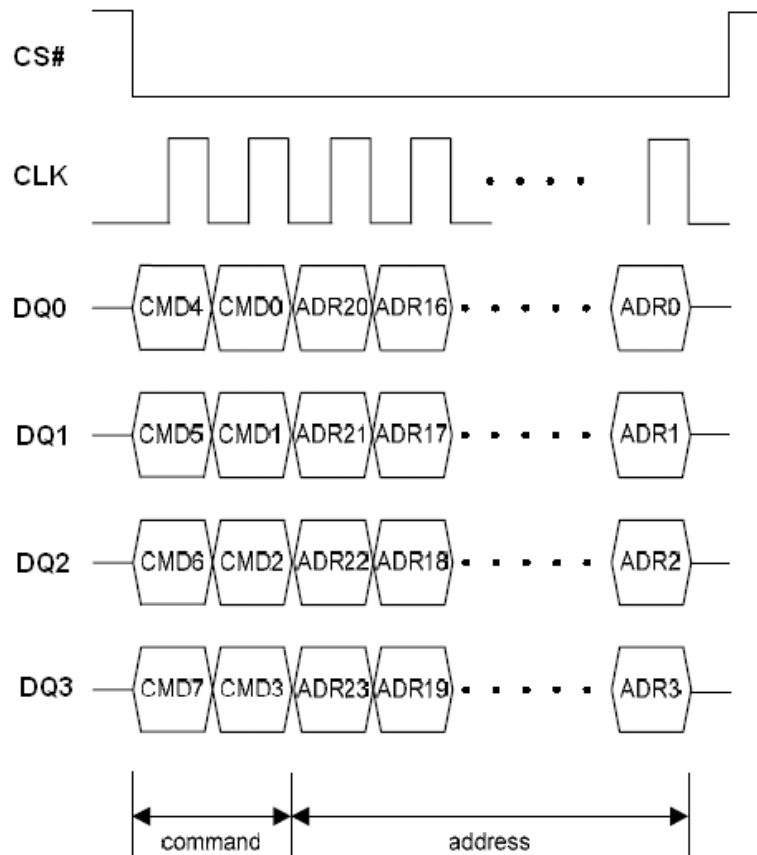 CS#
CLK
DQ0 CMD4 CMD0 ADR20 ADR16 ADR0
DQ1 CMD5 CMD1 ADR21 ADR17 ADR1
DQ2 CMD6 CMD2 ADR22 ADR18 ADR2
DQ3 CMD7 CMD3 ADR23 ADR19 ADR3
command address